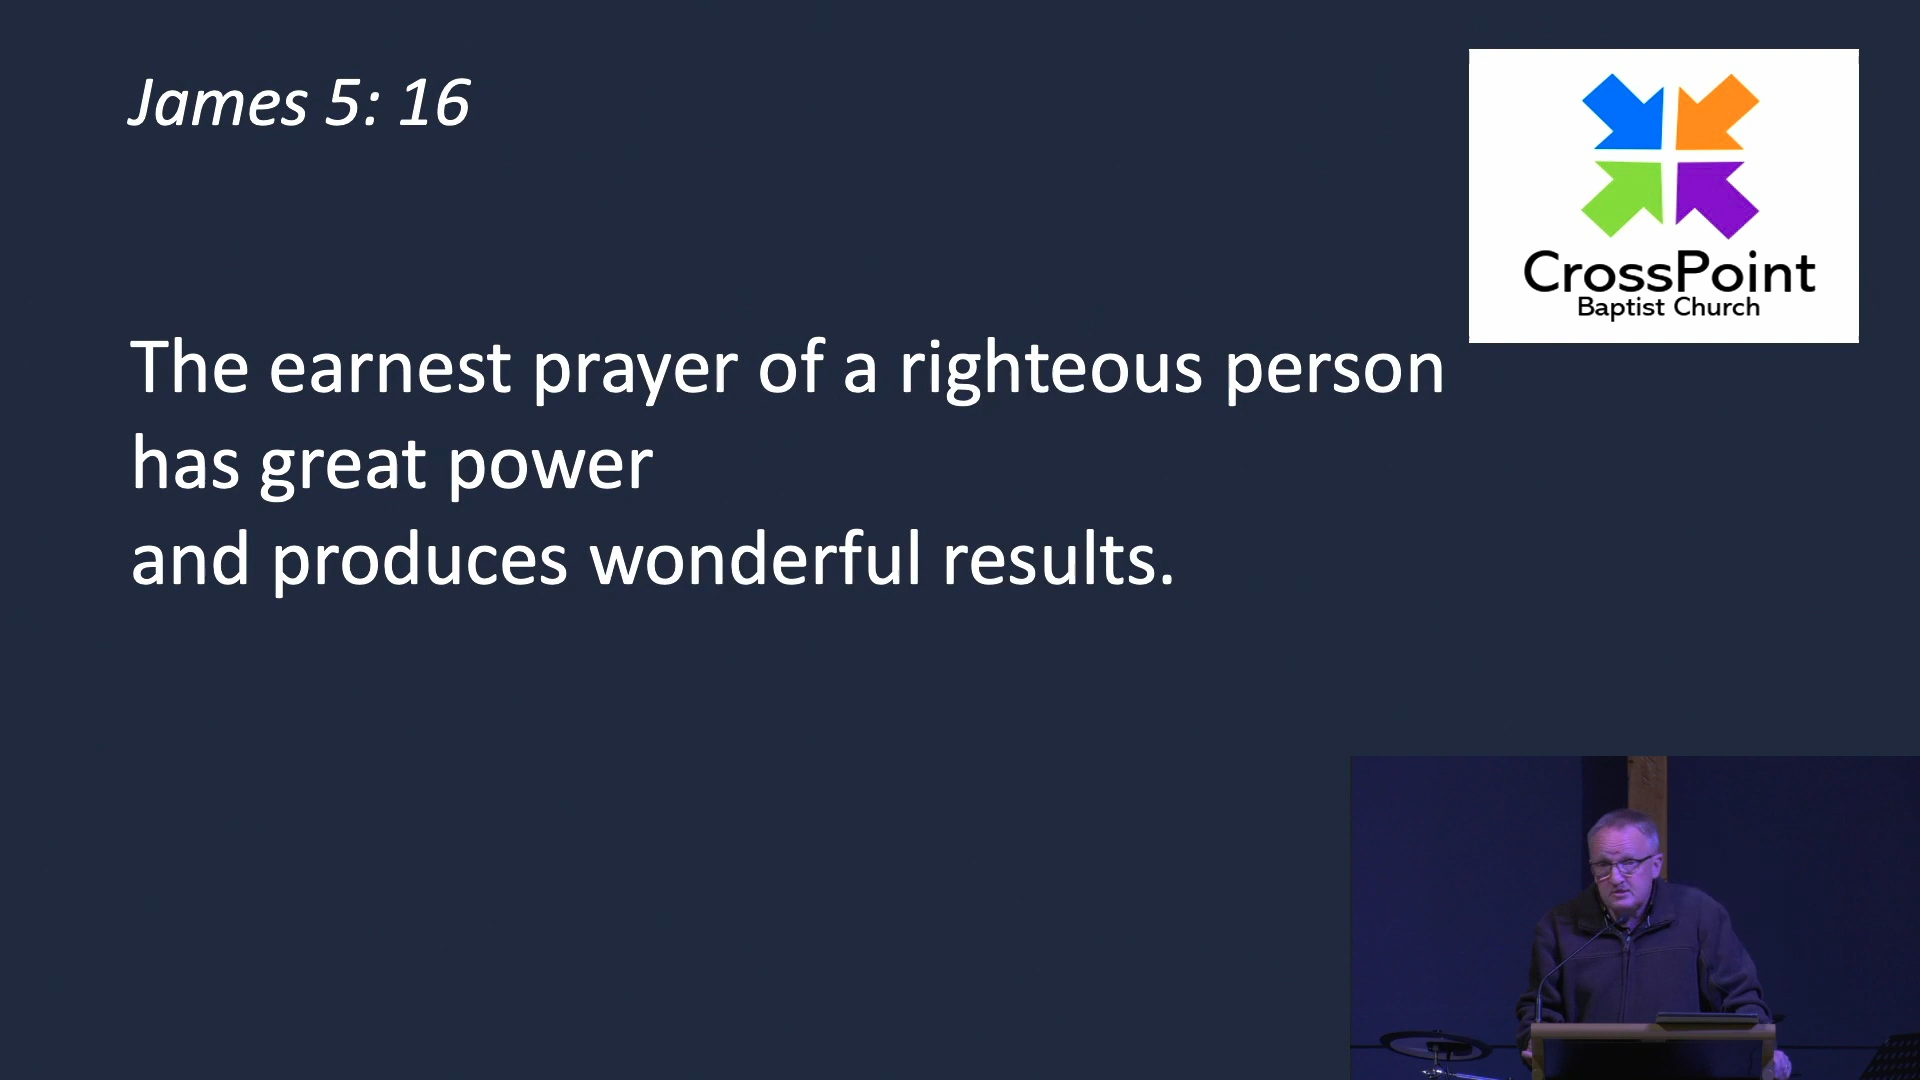 James 5: 16
CrossPoint
Baptist Church
The earnest prayer of a righteous person
has great power
and produces wonderful results.